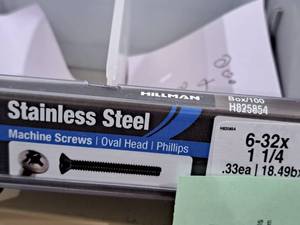 HILLMAN
Box/100
H825854
Stainless Steel
Machine Screws | Oval Head | Phillips
H825854
6-32x
1 1/4
.33ea | 18.49bx